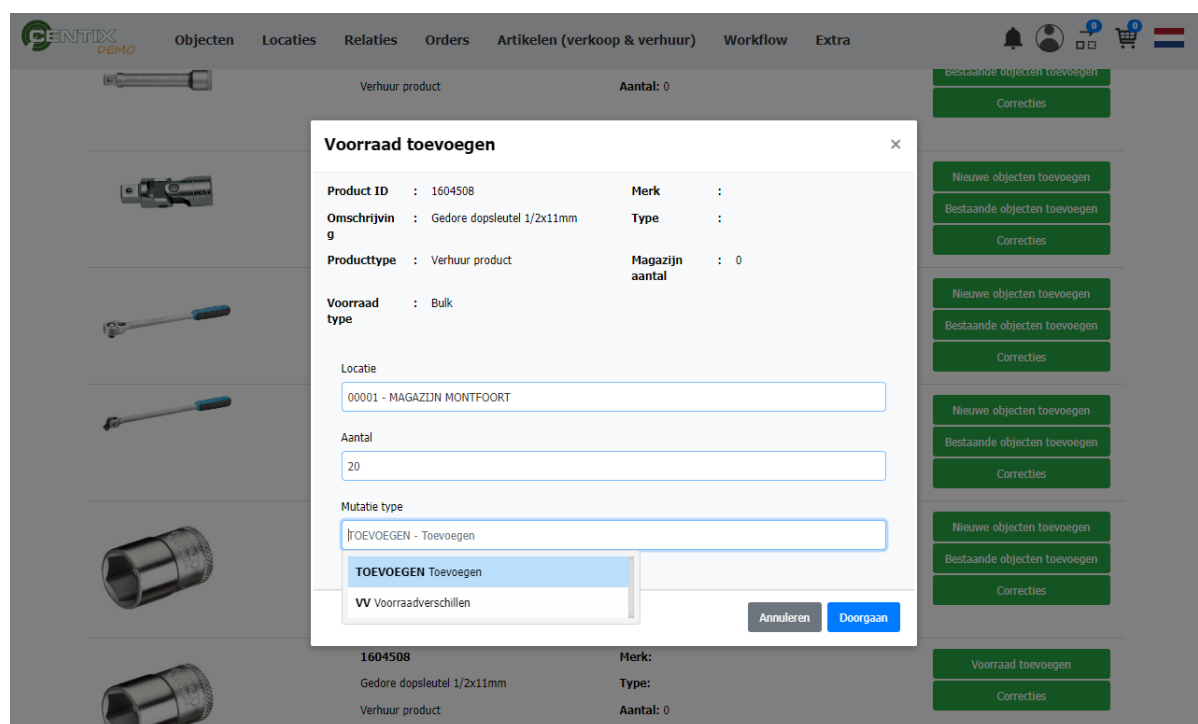 CENTIX
DEMO
Objecten Locaties Relaties Orders Artikelen (verkoop & verhuur) Workflow Extra
0 0
Verhuur product Aantal: 0
Bestaande objecten toevoegen
Correcties
Voorraad toevoegen ×
Product ID : 1604508 Merk :
Omschrijvin : Gedore dopsleutel 1/2x11mm Type :
g
Producttype : Verhuur product Magazijn : 0
aantal
Voorraad : Bulk
type
Locatie
00001 - MAGAZIJN MONTFOORT
Aantal
20
Mutatie type
TOEVOEGEN - Toevoegen
TOEVOEGEN Toevoegen
VV Voorraadverschillen
Annuleren Doorgaan
Nieuwe objecten toevoegen
Bestaande objecten toevoegen
Correcties
Nieuwe objecten toevoegen
Bestaande objecten toevoegen
Correcties
Nieuwe objecten toevoegen
Bestaande objecten toevoegen
Correcties
Nieuwe objecten toevoegen
Bestaande objecten toevoegen
Correcties
1604508 Merk:
Gedore dopsleutel 1/2x11mm Type:
Verhuur product Aantal: 0
Voorraad toevoegen
Correcties